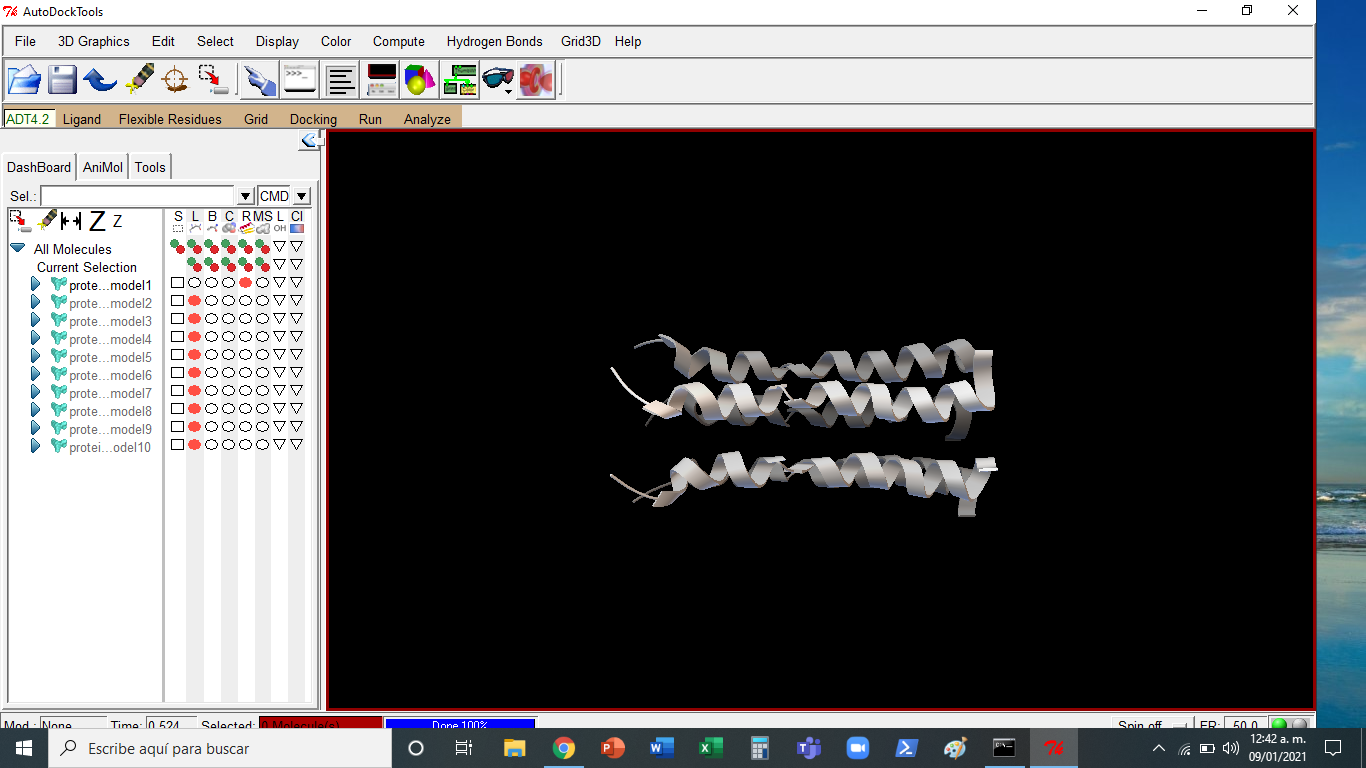 AutoDockTools
File 3D Graphics Edit Select Display Color Compute Hydrogen Bonds Grid3D Help
>>>_
ADT4.2 Ligand Flexible Residues Grid Docking Run Analyze
DashBoard AniMol Tools
Sel.: CMD
Z Z S L B C R MS L Cl
OH
All Molecules
Current Selection
prote...model1
prote...model2
prote...model3
prote...model4
prote...model5
prote...model6
prote...model7
prote...model8
prote...model9
protei...odel10
Mod.: None Time: 0.524 Selected: 0 Molecule(s) Done 100% Spin off FR: 50.0
Escribe aquí para buscar
12:42 a. m.
09/01/2021